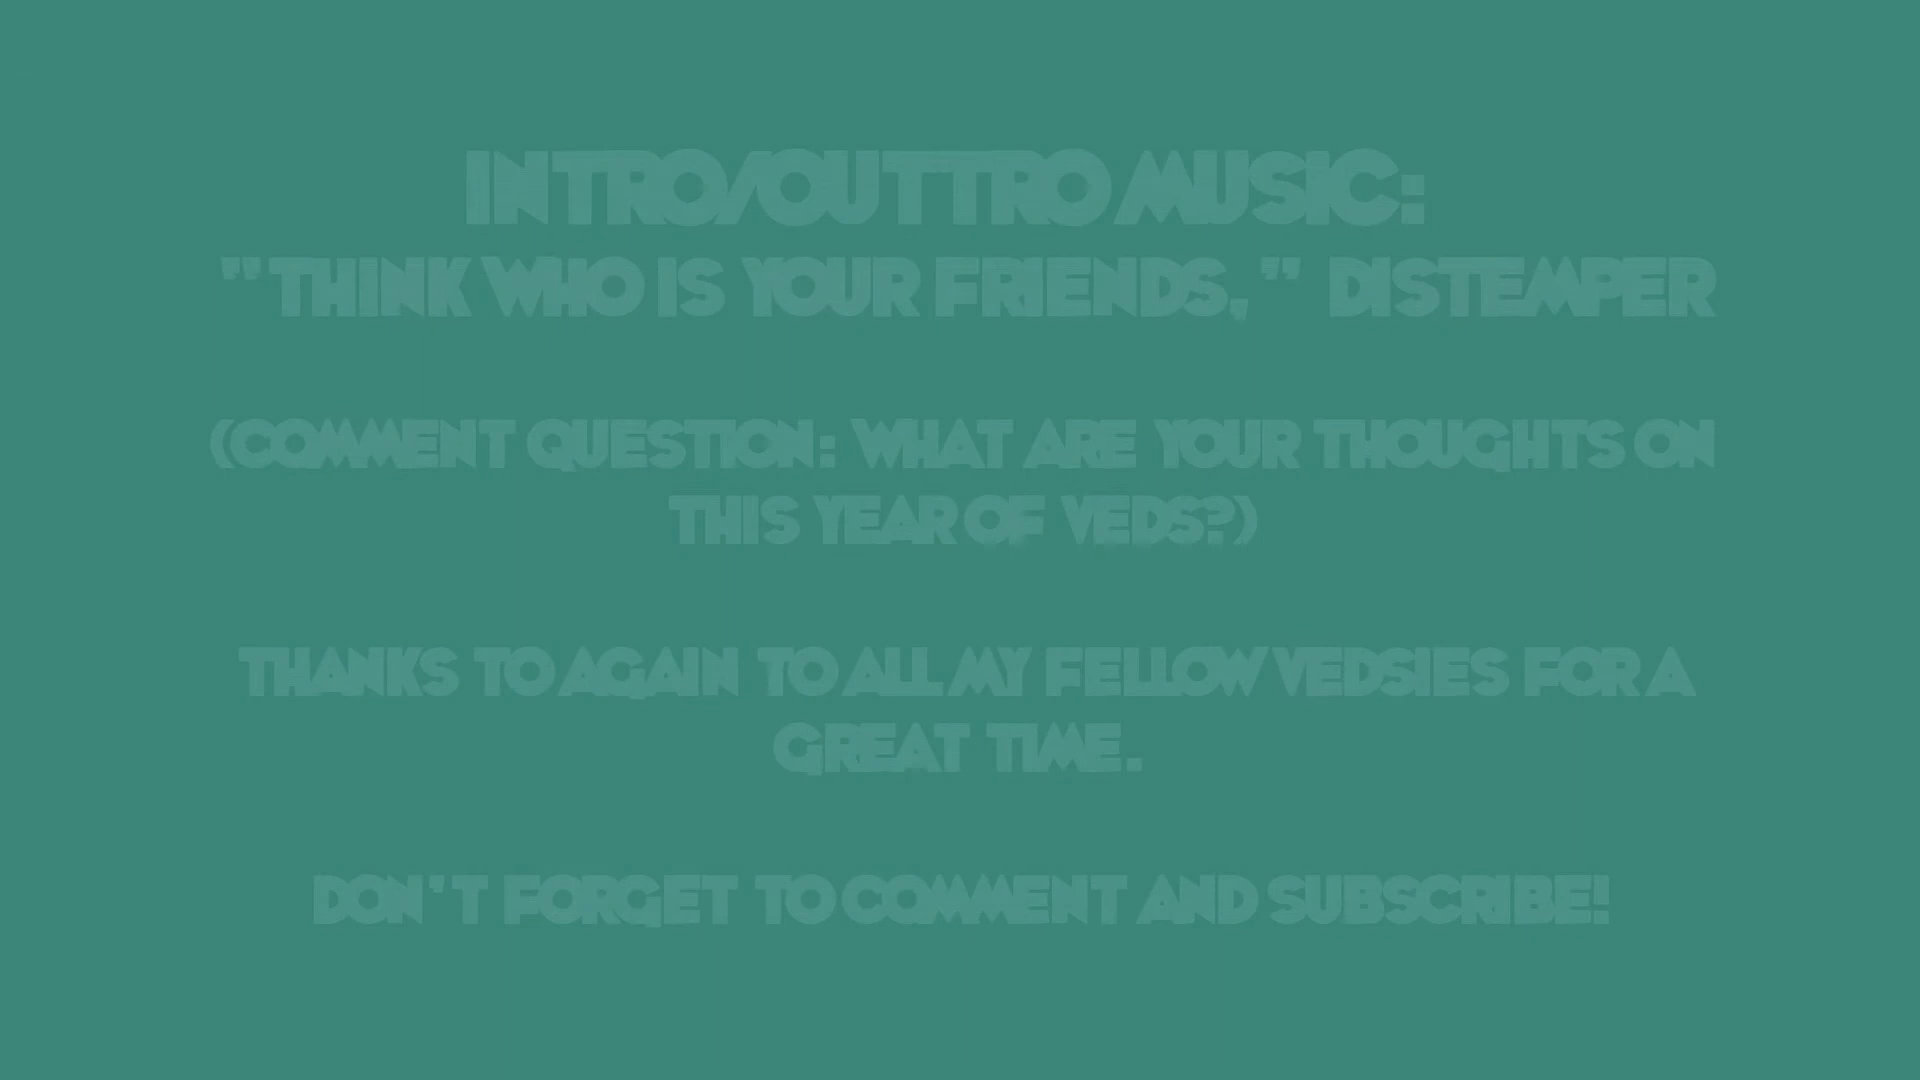 INTRO/OUTTRO MUSIC:
"THINK WHO IS YOUR FRIENDS," DISTEMPER
(COMMENT QUESTION: WHAT ARE YOUR THOUGHTS ON
THIS YEAR OF VEDS?)
THANKS TO AGAIN TO ALL MY FELLOW VEDSIES FOR A
GREAT TIME.
DON'T FORGET TO COMMENT AND SUBSCRIBE!